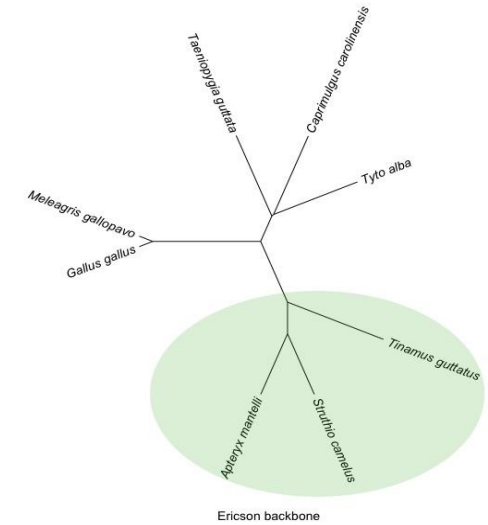 Taeniopygia guttata
Caprimulgus carolinensis
Tyto alba
Meleagris gallopavo
Gallus gallus
Tinamus guttatus
Apteryx mantelli
Struthio camelus
Ericson backbone